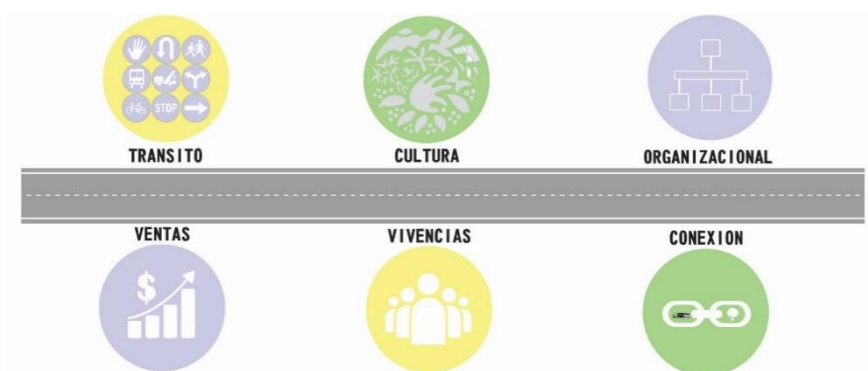 STOP
TRANSITO
CULTURA
ORGANIZACIONAL
VENTAS
VIVENCIAS
CONEXION
$